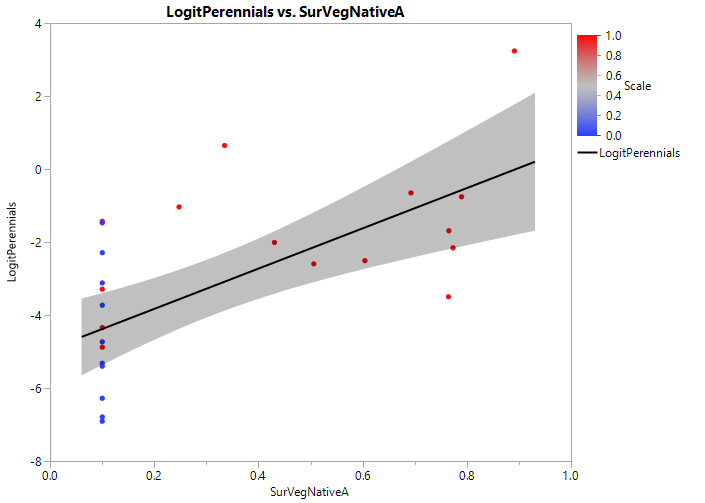 LogitPerennials vs. SurVegNativeA
4
2
0
-2
-4
-6
-8
LogitPerennials
0.0 0.2 0.4 0.6 0.8 1.0
SurVegNativeA
1.0
0.8
0.6
0.4
0.2
0.0
Scale
LogitPerennials